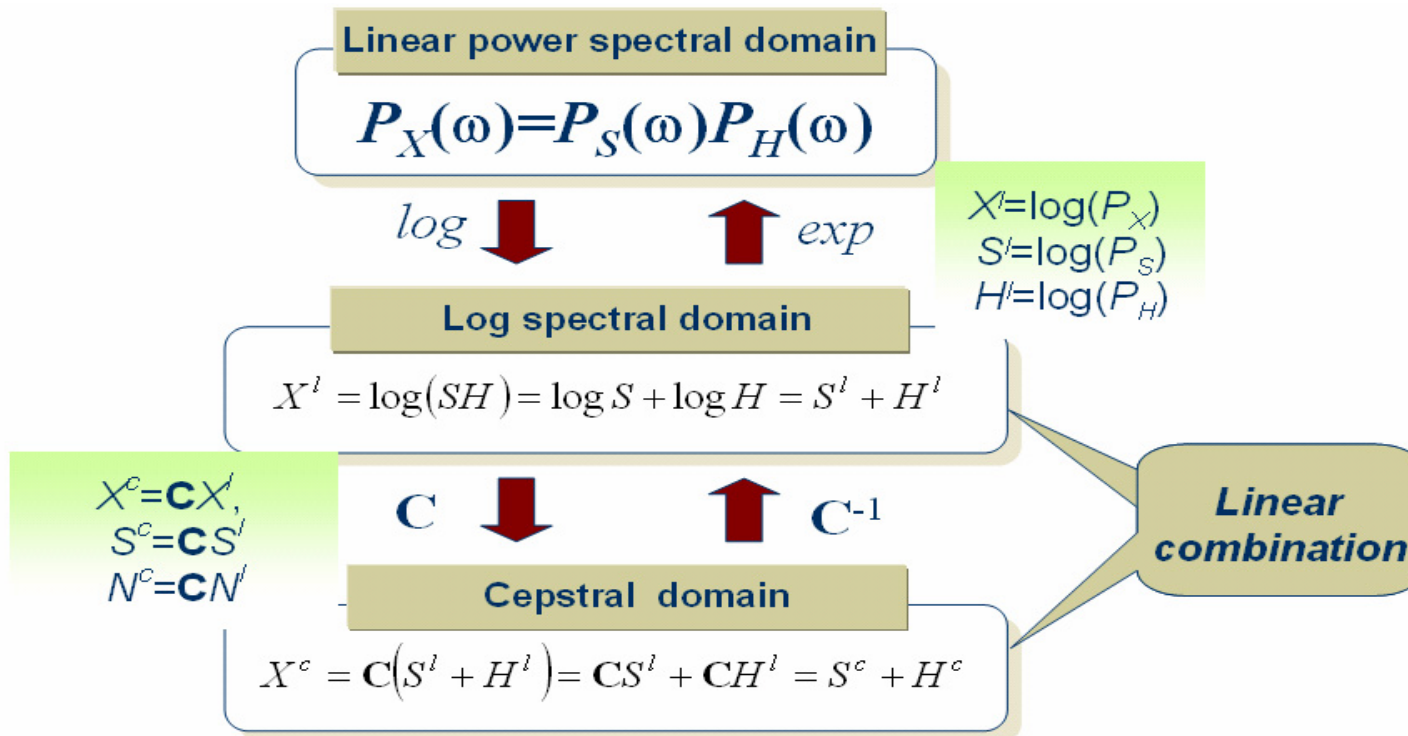 Linear power spectral domain
P_X(ω)=P_S(ω)P_H(ω)
log
exp
X^l=log(P_X)
S^l=log(P_S)
H^l=log(P_H)
Log spectral domain
X^l = log(SH) = log S + log H = S^l + H^l
X^c=CX^l,
S^c=CS^l
N^c=CN^l
C
C^-1
Linear
combination
Cepstral domain
X^c = C(S^l + H^l) = CS^l + CH^l = S^c + H^c